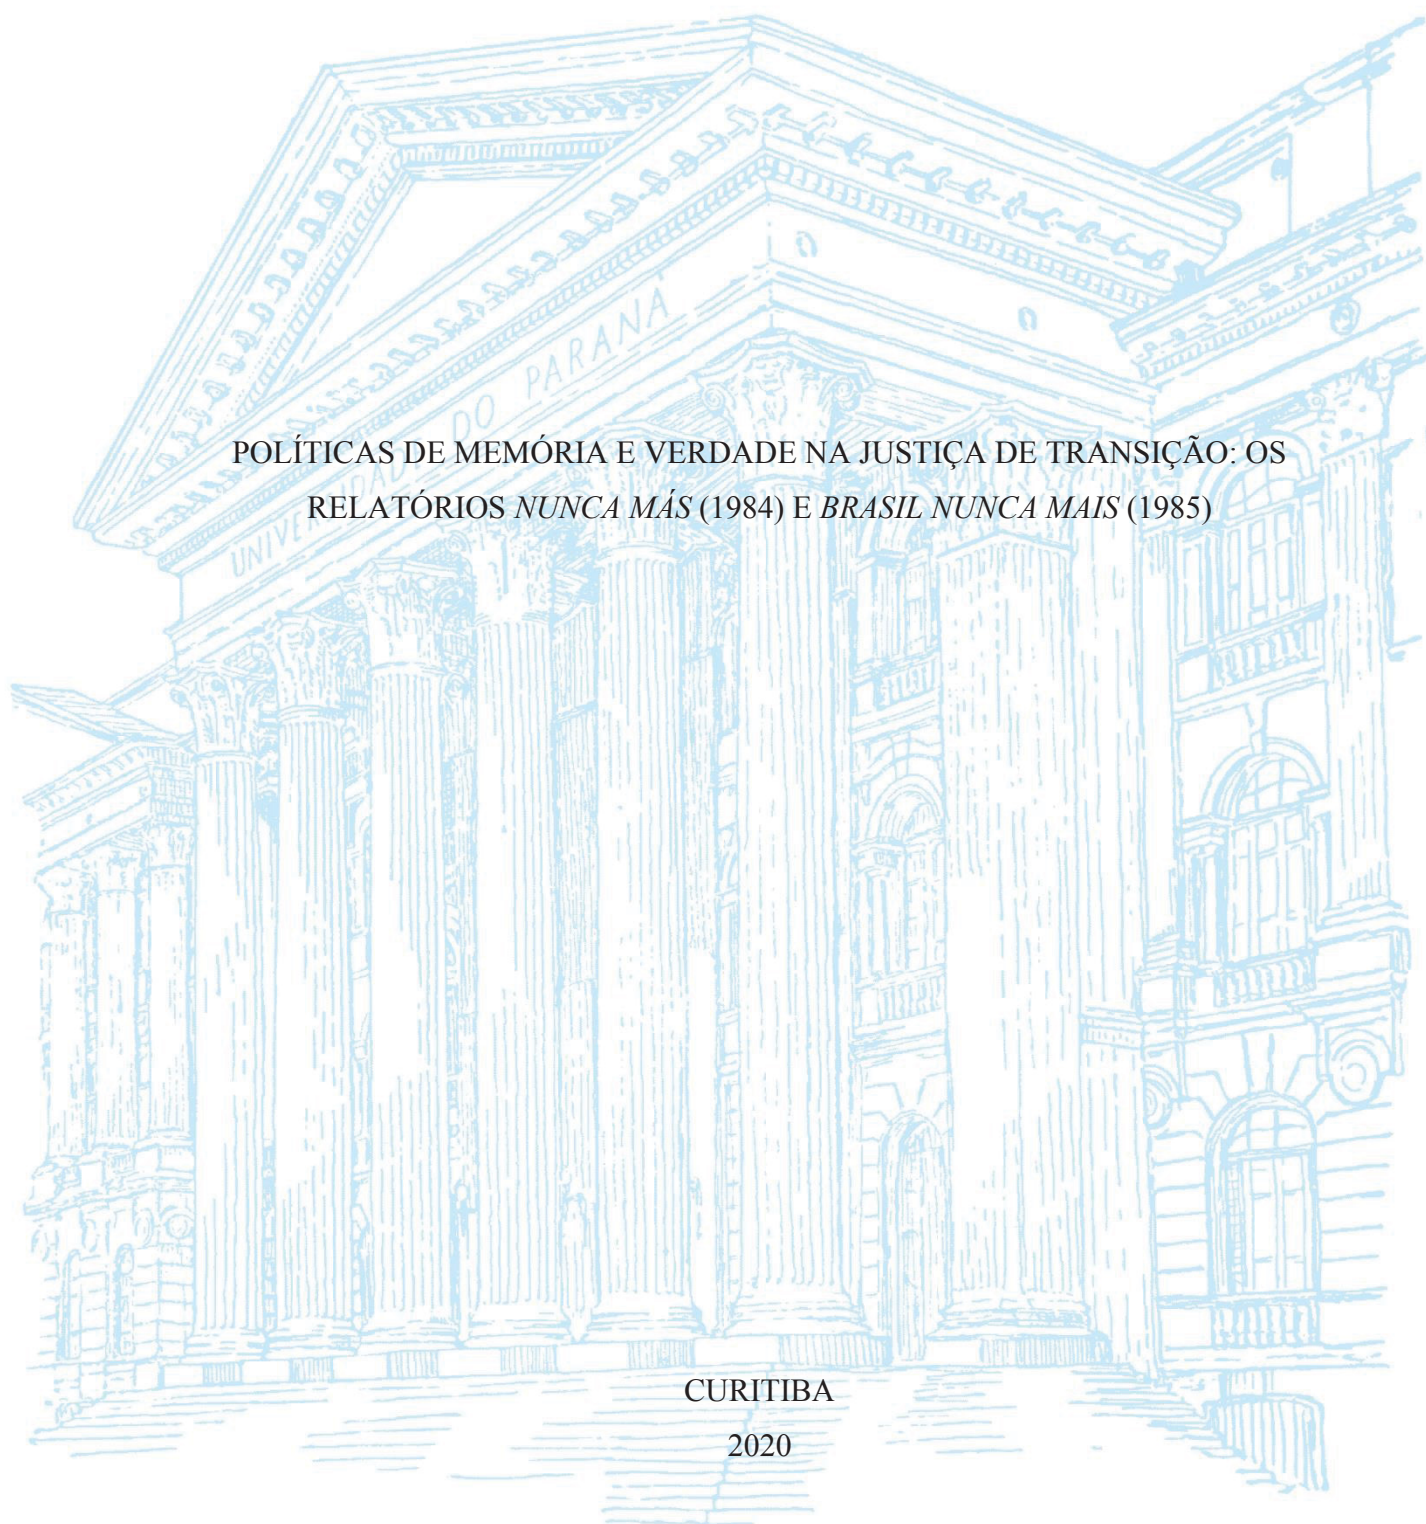 UNIVERSIDADE DO PARANÁ
POLÍTICAS DE MEMÓRIA E VERDADE NA JUSTIÇA DE TRANSIÇÃO: OS
RELATÓRIOS NUNCA MÁS (1984) E BRASIL NUNCA MAIS (1985)
CURITIBA
2020